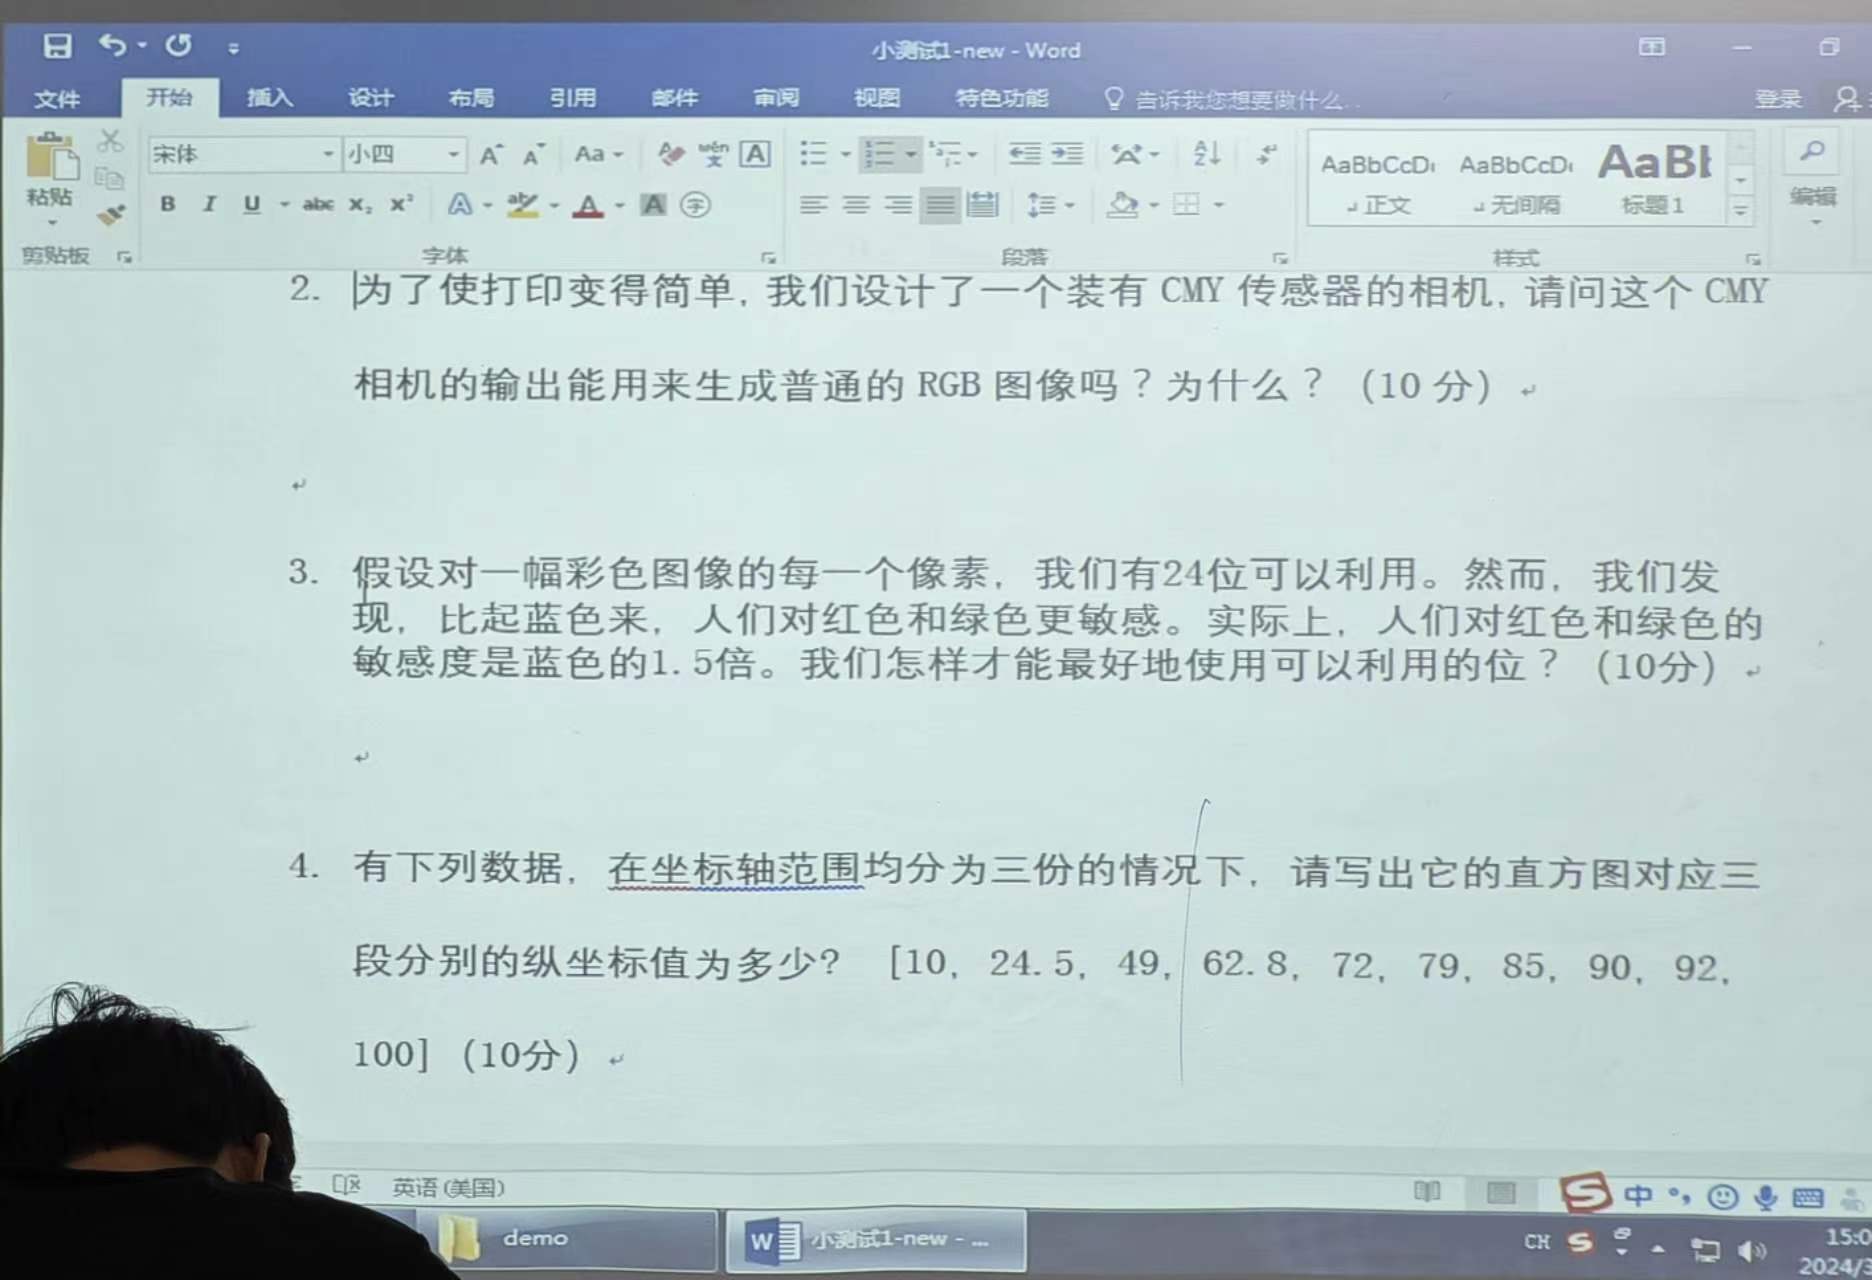 小测试1-new - Word
文件 开始 插入 设计 布局 引用 邮件 审阅 视图 特色功能 告诉我您想要做什么... 登录
宋体 小四 Aa wén 文 A AaBbCcDı AaBbCcDı AaBl
粘贴 B I U abc x₂ x² A aby A A 字 正文 无间隔 标题 1 编辑
剪贴板 字体 段落 样式
2. 为了使打印变得简单, 我们设计了一个装有 CMY 传感器的相机, 请问这个 CMY
相机的输出能用来生成普通的 RGB 图像吗？为什么？（10 分）
3. 假设对一幅彩色图像的每一个像素，我们有24位可以利用。然而，我们发
现，比起蓝色来，人们对红色和绿色更敏感。实际上，人们对红色和绿色的
敏感度是蓝色的1.5倍。我们怎样才能最好地使用可以利用的位？（10分）
4. 有下列数据，在坐标轴范围均分为三份的情况下，请写出它的直方图对应三
段分别的纵坐标值为多少? [10, 24.5, 49, 62.8, 72, 79, 85, 90, 92,
100]（10分）
英语(美国)
S 中
demo 小测试1-new - ...
CH S 15:0
2024/3